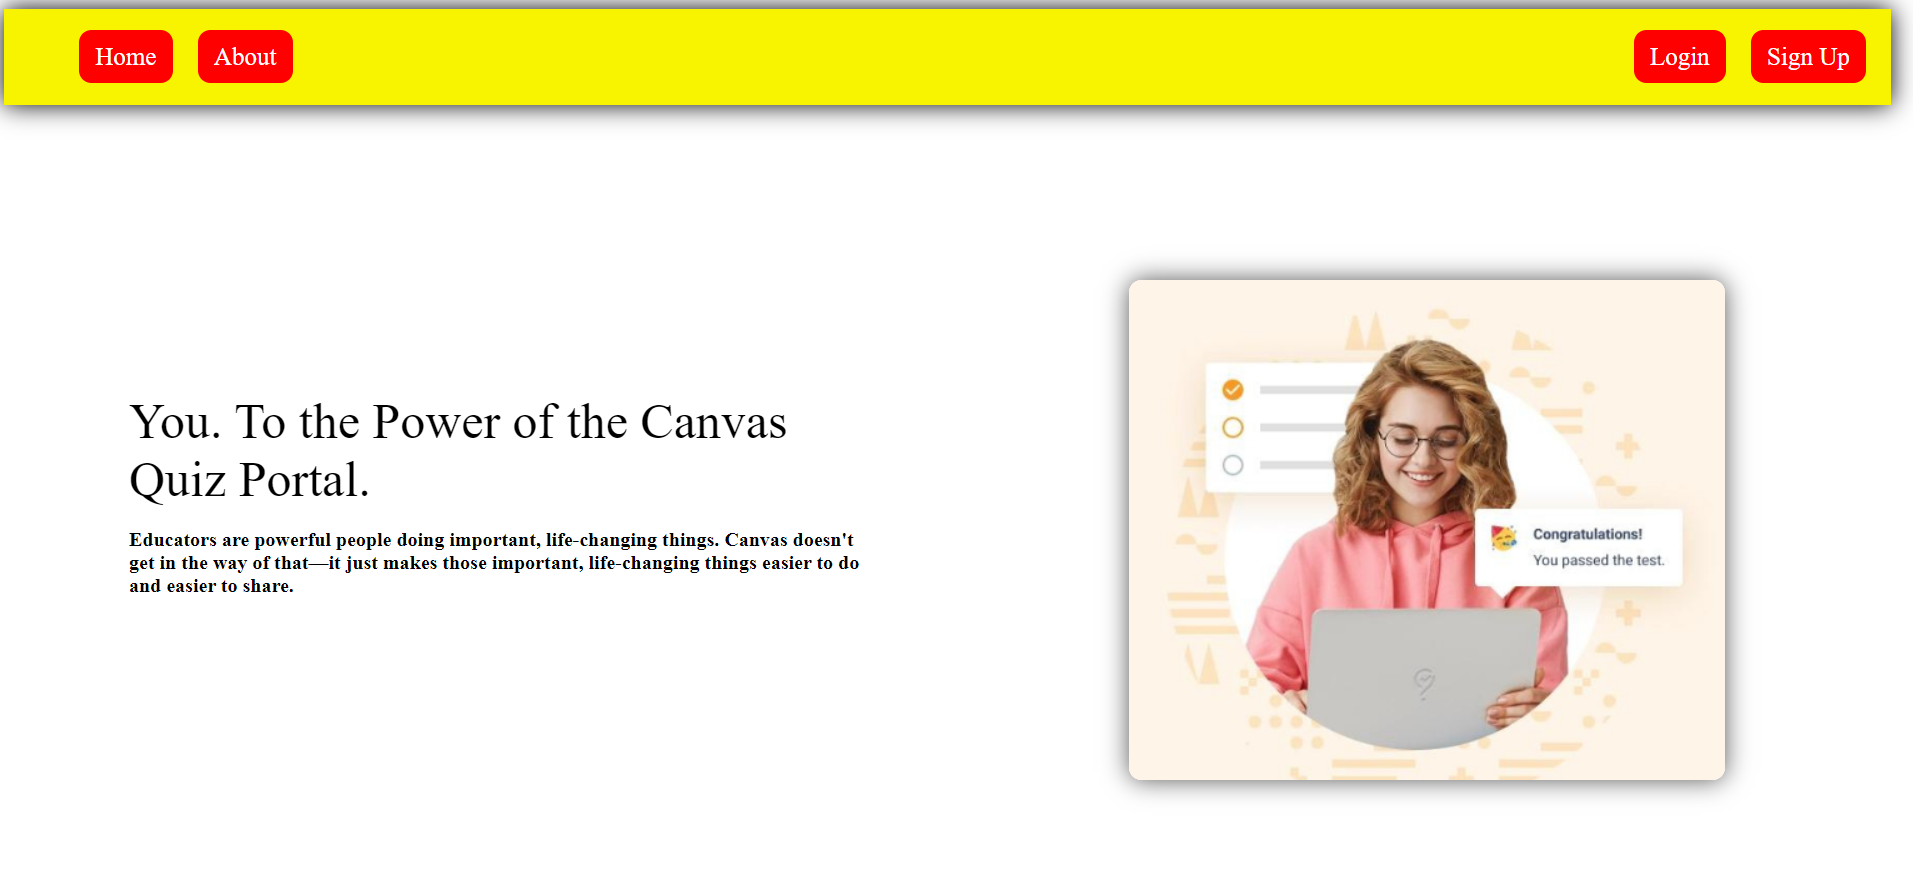 Home About Login Sign Up
You. To the Power of the Canvas
Quiz Portal.
Educators are powerful people doing important, life-changing things. Canvas doesn't
get in the way of that—it just makes those important, life-changing things easier to do
and easier to share.
Congratulations!
You passed the test.